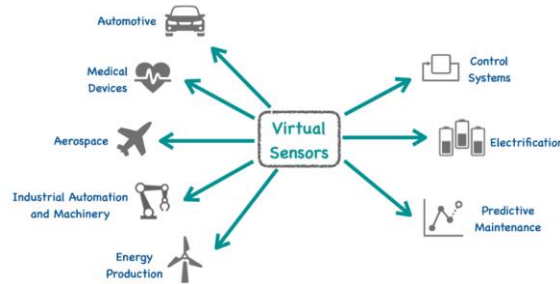 Automotive
Medical
Devices
Aerospace
Industrial Automation
and Machinery
Energy
Production
Virtual
Sensors
Control
Systems
Electrification
Predictive
Maintenance